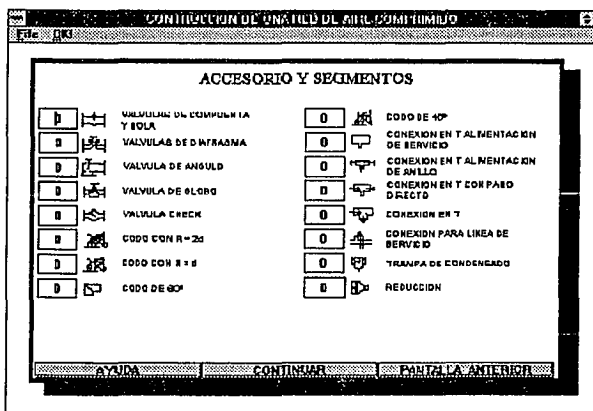 CONTRUCCION DE UNA RED DE AIRE COMPRIMIDO
File
ACCESORIO Y SEGMENTOS
0 VALVULAS DE COMPUERTA
Y BOLA
0 VALVULAS DE DIAFRAGMA
0 VALVULA DE ANGULO
0 VALVULA DE GLOBO
0 VALVULA CHECK
0 CODO CON R = 2d
0 CODO CON R = d
0 CODO DE 90º
0 CODO DE 45º
0 CONEXION EN T ALIMENTACION
DE SERVICIO
0 CONEXION EN T ALIMENTACION
DE ANILLO
0 CONEXION EN T CON PASO
DIRECTO
0 CONEXION EN T
0 CONEXION PARA LINEA DE
SERVICIO
0 TRAMPA DE CONDENSADO
0 REDUCCION
AYUDA CONTINUAR PANTALLA ANTERIOR